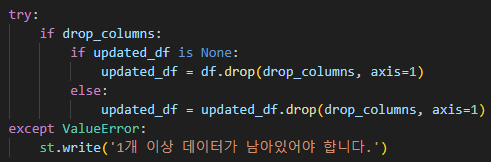 try:
    if drop_columns:
        if updated_df is None:
            updated_df = df.drop(drop_columns, axis=1)
        else:
            updated_df = updated_df.drop(drop_columns, axis=1)
except ValueError:
    st.write('1개 이상 데이터가 남아있어야 합니다.')